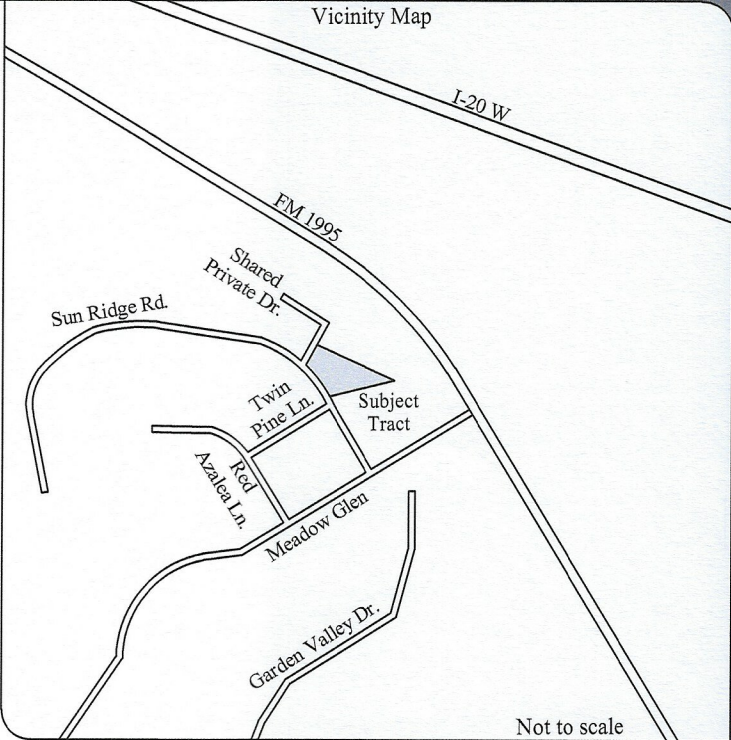 Vicinity Map
I-20 W
FM 1995
Shared
Private Dr.
Sun Ridge Rd.
Twin
Pine Ln.
Subject
Tract
Red
Azalea Ln.
Meadow Glen
Garden Valley Dr.
Not to scale